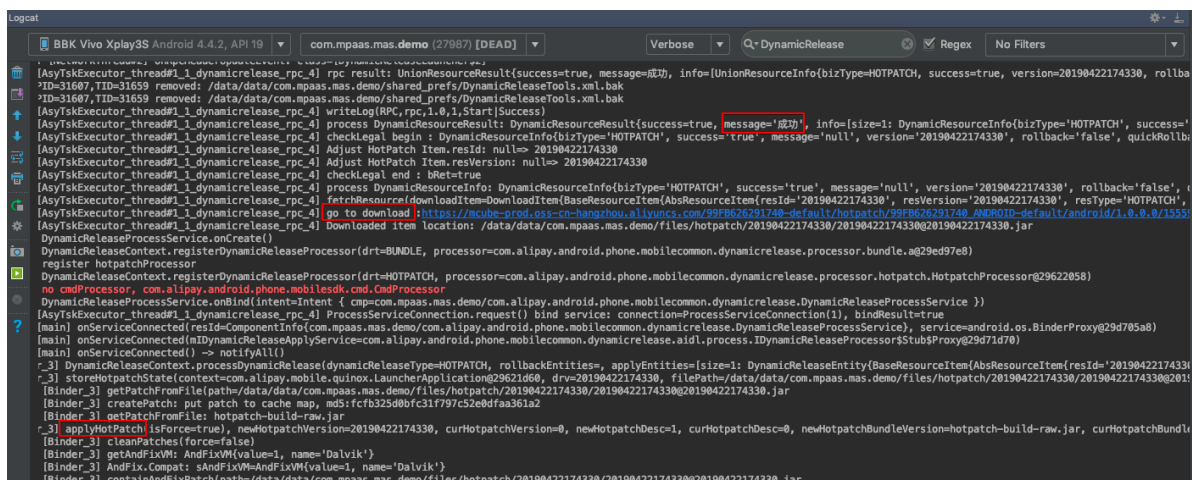 Logcat
BBK Vivo Xplay3S Android 4.4.2, API 19 com.mpaas.mas.demo (27987) [DEAD] Verbose DynamicRelease Regex No Filters
[AsyTskExecutor_thread#1_1_dynamicrelease_rpc_4] rpc result: UnionResourceResult{success=true, message=成功, info=[UnionResourceInfo{bizType=HOTPATCH, success=true, version=20190422174330, rollba
PID=31607,TID=31659 removed: /data/data/com.mpaas.mas.demo/shared_prefs/DynamicReleaseTools.xml.bak
PID=31607,TID=31659 removed: /data/data/com.mpaas.mas.demo/shared_prefs/DynamicReleaseTools.xml.bak
[AsyTskExecutor_thread#1_1_dynamicrelease_rpc_4] writeLog(RPC,rpc,1.0,1,Start|Success)
[AsyTskExecutor_thread#1_1_dynamicrelease_rpc_4] process DynamicResourceResult: DynamicResourceResult{success=true, message='成功', info=[size=1: DynamicResourceInfo{bizType='HOTPATCH', success='
[AsyTskExecutor_thread#1_1_dynamicrelease_rpc_4] checkLegal begin : DynamicResourceInfo{bizType='HOTPATCH', success='true', message='null', version='20190422174330', rollback='false', quickRollba
[AsyTskExecutor_thread#1_1_dynamicrelease_rpc_4] Adjust HotPatch Item.resId: null=> 20190422174330
[AsyTskExecutor_thread#1_1_dynamicrelease_rpc_4] Adjust HotPatch Item.resVersion: null=> 20190422174330
[AsyTskExecutor_thread#1_1_dynamicrelease_rpc_4] checkLegal end : bRet=true
[AsyTskExecutor_thread#1_1_dynamicrelease_rpc_4] process DynamicResourceInfo: DynamicResourceInfo{bizType='HOTPATCH', success='true', message='null', version='20190422174330', rollback='false',
[AsyTskExecutor_thread#1_1_dynamicrelease_rpc_4] fetchResource(downloadItem=DownloadItem{BaseResourceItem{AbsResourceItem{resId='20190422174330', resVersion='20190422174330', resType='HOTPATCH',
[AsyTskExecutor_thread#1_1_dynamicrelease_rpc_4] go to download :https://mcube-prod.oss-cn-hangzhou.aliyuncs.com/99FB626291740-default/hotpatch/99FB626291740_ANDROID-default/android/1.0.0.0/15559
[AsyTskExecutor_thread#1_1_dynamicrelease_rpc_4] Downloaded item location: /data/data/com.mpaas.mas.demo/files/hotpatch/20190422174330/20190422174330@20190422174330.jar
DynamicReleaseProcessService.onCreate()
DynamicReleaseContext.registerDynamicReleaseProcessor(drt=BUNDLE, processor=com.alipay.android.phone.mobilecommon.dynamicrelease.processor.bundle.a@29ed97e8)
register hotpatchProcessor
DynamicReleaseContext.registerDynamicReleaseProcessor(drt=HOTPATCH, processor=com.alipay.android.phone.mobilecommon.dynamicrelease.processor.hotpatch.HotpatchProcessor@29622058)
no cmdProcessor, com.alipay.android.phone.mobilesdk.cmd.CmdProcessor
DynamicReleaseProcessService.onBind(intent=Intent { cmp=com.mpaas.mas.demo/com.alipay.android.phone.mobilecommon.dynamicrelease.DynamicReleaseProcessService })
[AsyTskExecutor_thread#1_1_dynamicrelease_rpc_4] ProcessServiceConnection.request() bind service: connection=ProcessServiceConnection(1), bindResult=true
[main] onServiceConnected(resId=ComponentInfo{com.mpaas.mas.demo/com.alipay.android.phone.mobilecommon.dynamicrelease.DynamicReleaseProcessService}, service=android.os.BinderProxy@29d705a8)
[main] onServiceConnected(mIDynamicReleaseApplyService=com.alipay.android.phone.mobilecommon.dynamicrelease.aidl.process.IDynamicReleaseProcessor$Stub$Proxy@29d71d70)
[main] onServiceConnected() -> notifyAll()
r_3] DynamicReleaseContext.processDynamicRelease(dynamicReleaseType=HOTPATCH, rollbackEntities=, applyEntities=[size=1: DynamicReleaseEntity{BaseResourceItem{AbsResourceItem{resId='20190422174330
r_3] storeHotpatchState(context=com.alipay.mobile.quinox.LauncherApplication@29621d60, drv=20190422174330, filePath=/data/data/com.mpaas.mas.demo/files/hotpatch/20190422174330/20190422174330@2019
[Binder_3] getPatchFromFile(path=/data/data/com.mpaas.mas.demo/files/hotpatch/20190422174330/20190422174330@20190422174330.jar
[Binder_3] createPatch: put patch to cache map, md5:fcfb325d0bfc31f797c52e0dfaa361a2
[Binder_3] getPatchFromFile: hotpatch-build-raw.jar
r_3] applyHotPatch(isForce=true), newHotpatchVersion=20190422174330, curHotpatchVersion=0, newHotpatchDesc=1, curHotpatchDesc=0, newHotpatchBundleVersion=hotpatch-build-raw.jar, curHotpatchBundle
[Binder_3] cleanPatches(force=false)
[Binder_3] getAndFixVM: AndFixVM{value=1, name='Dalvik'}
[Binder_3] AndFix.Compat: sAndFixVM=AndFixVM{value=1, name='Dalvik'}
[Binder_3] containAndFixPatch(path=/data/data/com.mpaas.mas.demo/files/hotpatch/20190422174330/20190422174330@20190422174330.jar